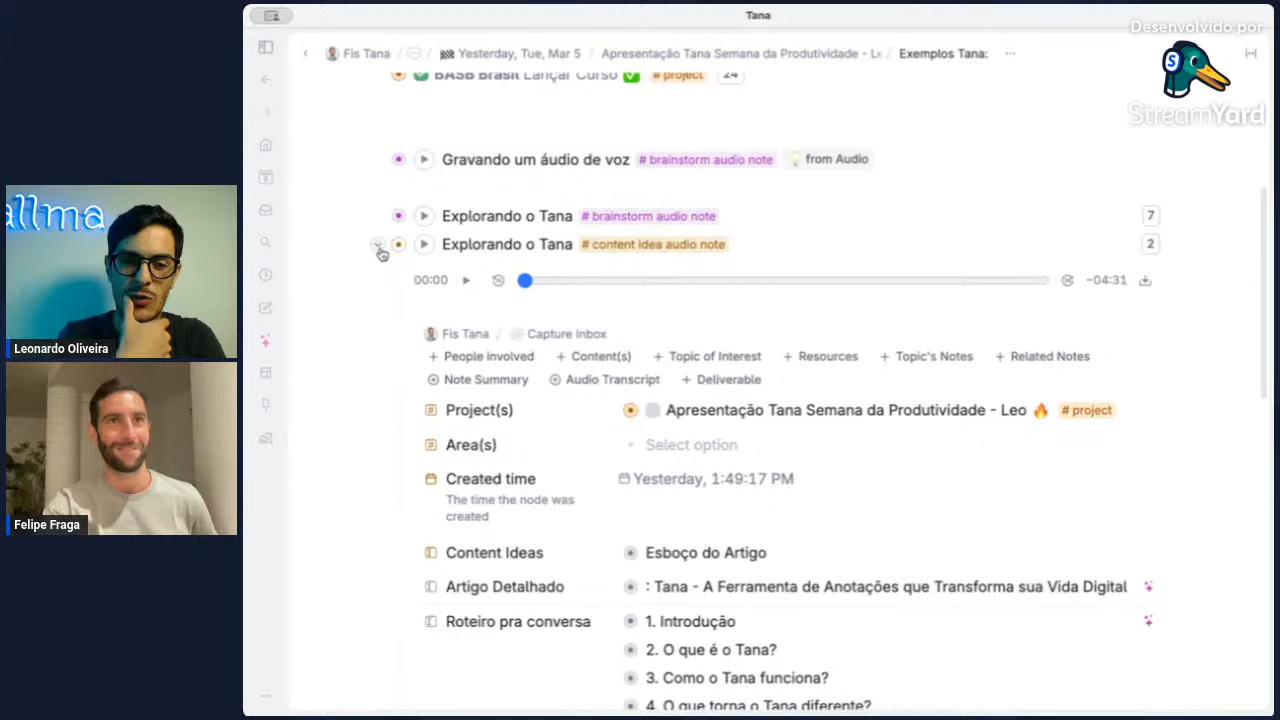 Tana
Desenvolvido por
StreamYard
Fis Tana / / Yesterday, Tue, Mar 5 / Apresentação Tana Semana da Produtividade - Le / Exemplos Tana: ...
BASB Brasil Lançar Curso ✅ # project 24
Gravando um áudio de voz # brainstorm audio note from Audio
Explorando o Tana # brainstorm audio note 7
Explorando o Tana # content idea audio note 2
00:00 −04:31
Fis Tana / Capture Inbox
+ People involved + Content(s) + Topic of Interest + Resources + Topic's Notes + Related Notes
Note Summary Audio Transcript + Deliverable
Project(s) Apresentação Tana Semana da Produtividade - Leo 🔥 # project
Area(s) Select option
Created time Yesterday, 1:49:17 PM
The time the node was
created
Content Ideas Esboço do Artigo
Artigo Detalhado : Tana - A Ferramenta de Anotações que Transforma sua Vida Digital
Roteiro pra conversa 1. Introdução
2. O que é o Tana?
3. Como o Tana funciona?
4. O que torna o Tana diferente?
allma
Leonardo Oliveira
Felipe Fraga